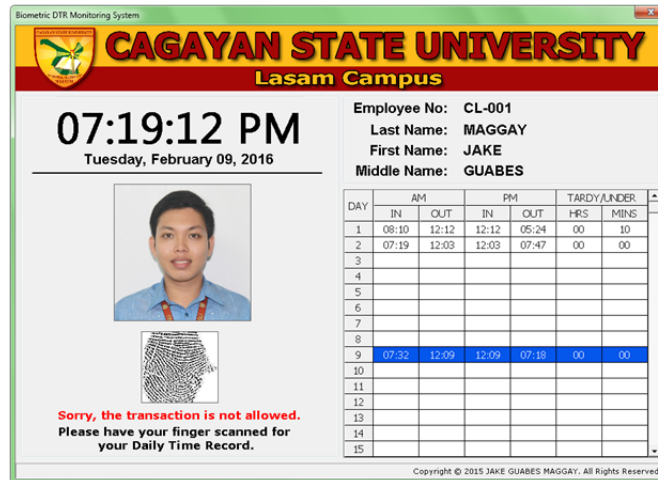 Biometric DTR Monitoring System
CAGAYAN STATE UNIVERSITY
Lasam Campus
07:19:12 PM
Tuesday, February 09, 2016
Sorry, the transaction is not allowed.
Please have your finger scanned for
your Daily Time Record.
Employee No: CL-001
Last Name: MAGGAY
First Name: JAKE
Middle Name: GUABES
DAY AM PM TARDY/UNDER
IN OUT IN OUT HRS MINS
1 08:10 12:12 12:12 05:24 00 10
2 07:19 12:03 12:03 07:47 00 00
3
4
5
6
7
8
9 07:32 12:09 12:09 07:18 00 00
10
11
12
13
14
15
Copyright © 2015 JAKE GUABES MAGGAY. All Rights Reserved